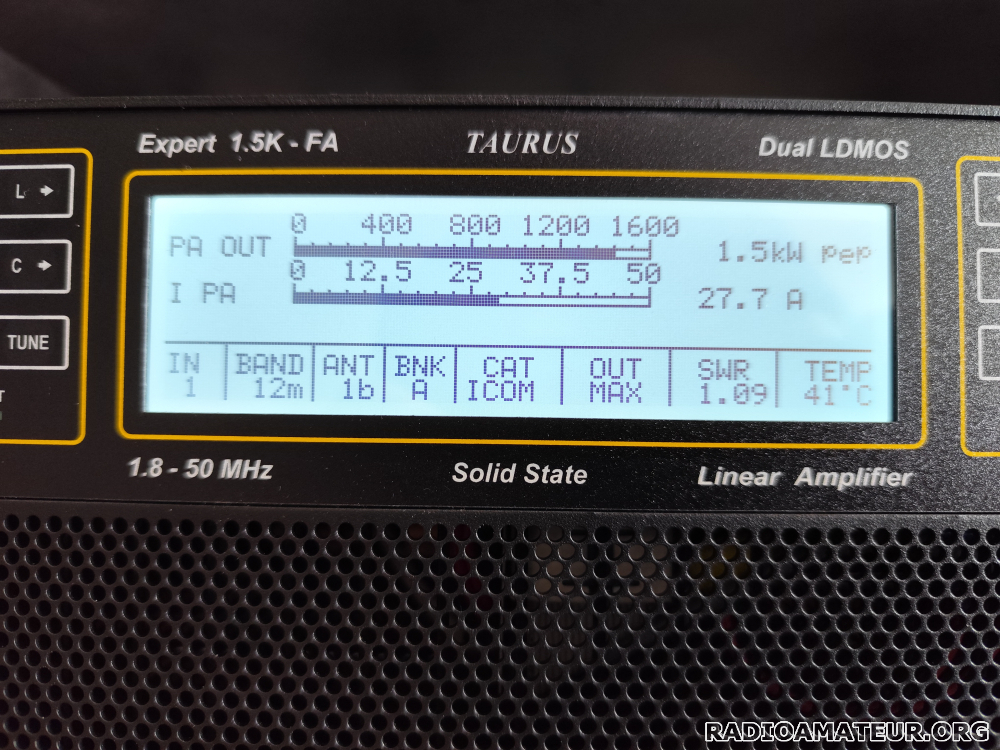 Expert 1.5K - FA TAURUS Dual LDMOS
L
C
TUNE
0 400 800 1200 1600
PA OUT 1.5kW pep
0 12.5 25 37.5 50
I PA 27.7 A
IN BAND ANT BNK CAT OUT SWR TEMP
1 12m 1b A ICOM MAX 1.09 41°C
1.8 - 50 MHz Solid State Linear Amplifier
RADIOAMATEUR.ORG